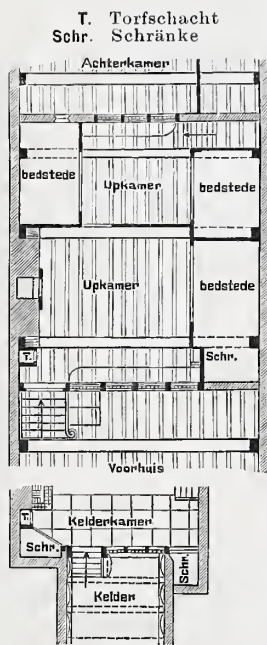 T. Torfschacht
Schr. Schränke
Achterkamer
bedstede
Upkamer
bedstede
Upkamer
bedstede
T.
Schr.
Voorhuis
Kelderkamer
T.
Schr.
Kelder
Schr.